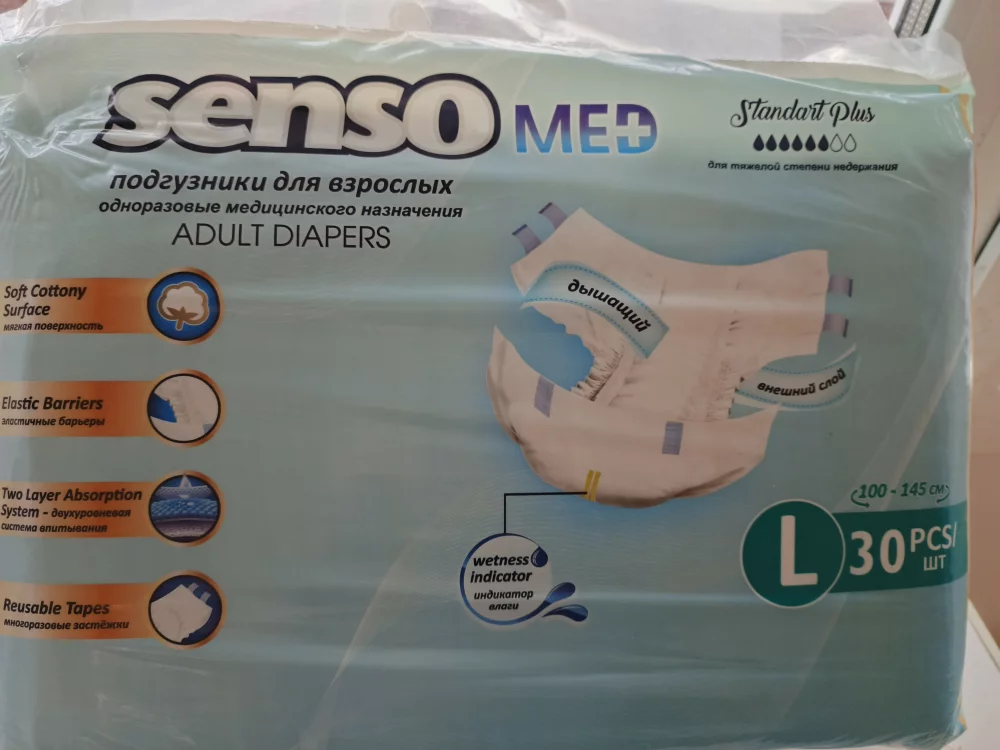 senso MED
Standart Plus
для тяжелой степени недержания
подгузники для взрослых
одноразовые медицинского назначения
ADULT DIAPERS
Soft Cottony
Surface
мягкая поверхность
Elastic Barriers
эластичные барьеры
Two Layer Absorption
System - двухуровневая
система впитывания
Reusable Tapes
многоразовые застёжки
дышащий
внешний слой
wetness
indicator
индикатор
влаги
100 - 145 см
L 30 PCS/
шт